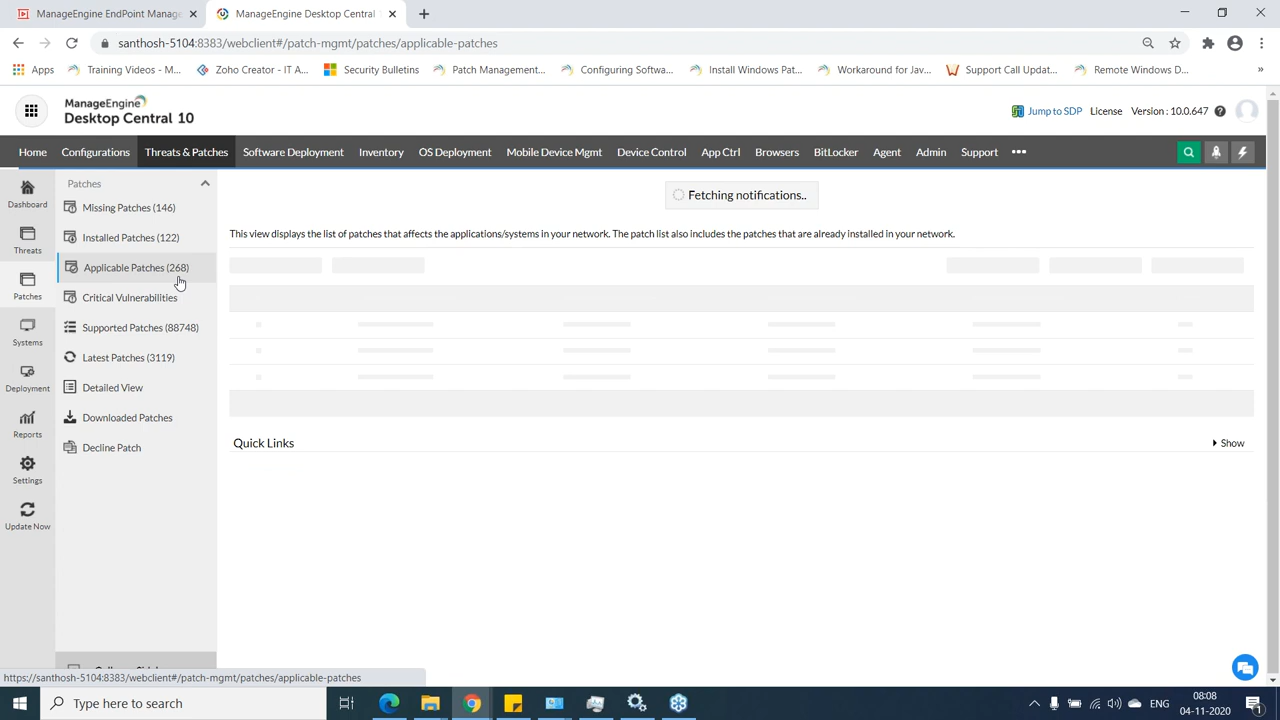 ManageEngine EndPoint Manage
ManageEngine Desktop Central
santhosh-5104:8383/webclient#/patch-mgmt/patches/applicable-patches
Apps
Training Videos - M...
Zoho Creator - IT A...
Security Bulletins
Patch Management...
Configuring Softwa...
Install Windows Pat...
Workaround for Jav...
Support Call Updat...
Remote Windows D...
ManageEngine
Desktop Central 10
Jump to SDP
License
Version : 10.0.647
Home
Configurations
Threats & Patches
Software Deployment
Inventory
OS Deployment
Mobile Device Mgmt
Device Control
App Ctrl
Browsers
BitLocker
Agent
Admin
Support
Dashboard
Threats
Patches
Systems
Deployment
Reports
Settings
Update Now
Patches
Missing Patches (146)
Installed Patches (122)
Applicable Patches (268)
Critical Vulnerabilities
Supported Patches (88748)
Latest Patches (3119)
Detailed View
Downloaded Patches
Decline Patch
Fetching notifications..
This view displays the list of patches that affects the applications/systems in your network. The patch list also includes the patches that are already installed in your network.
Quick Links
Show
https://santhosh-5104:8383/webclient#/patch-mgmt/patches/applicable-patches
Type here to search
ENG
08:08
04-11-2020
1